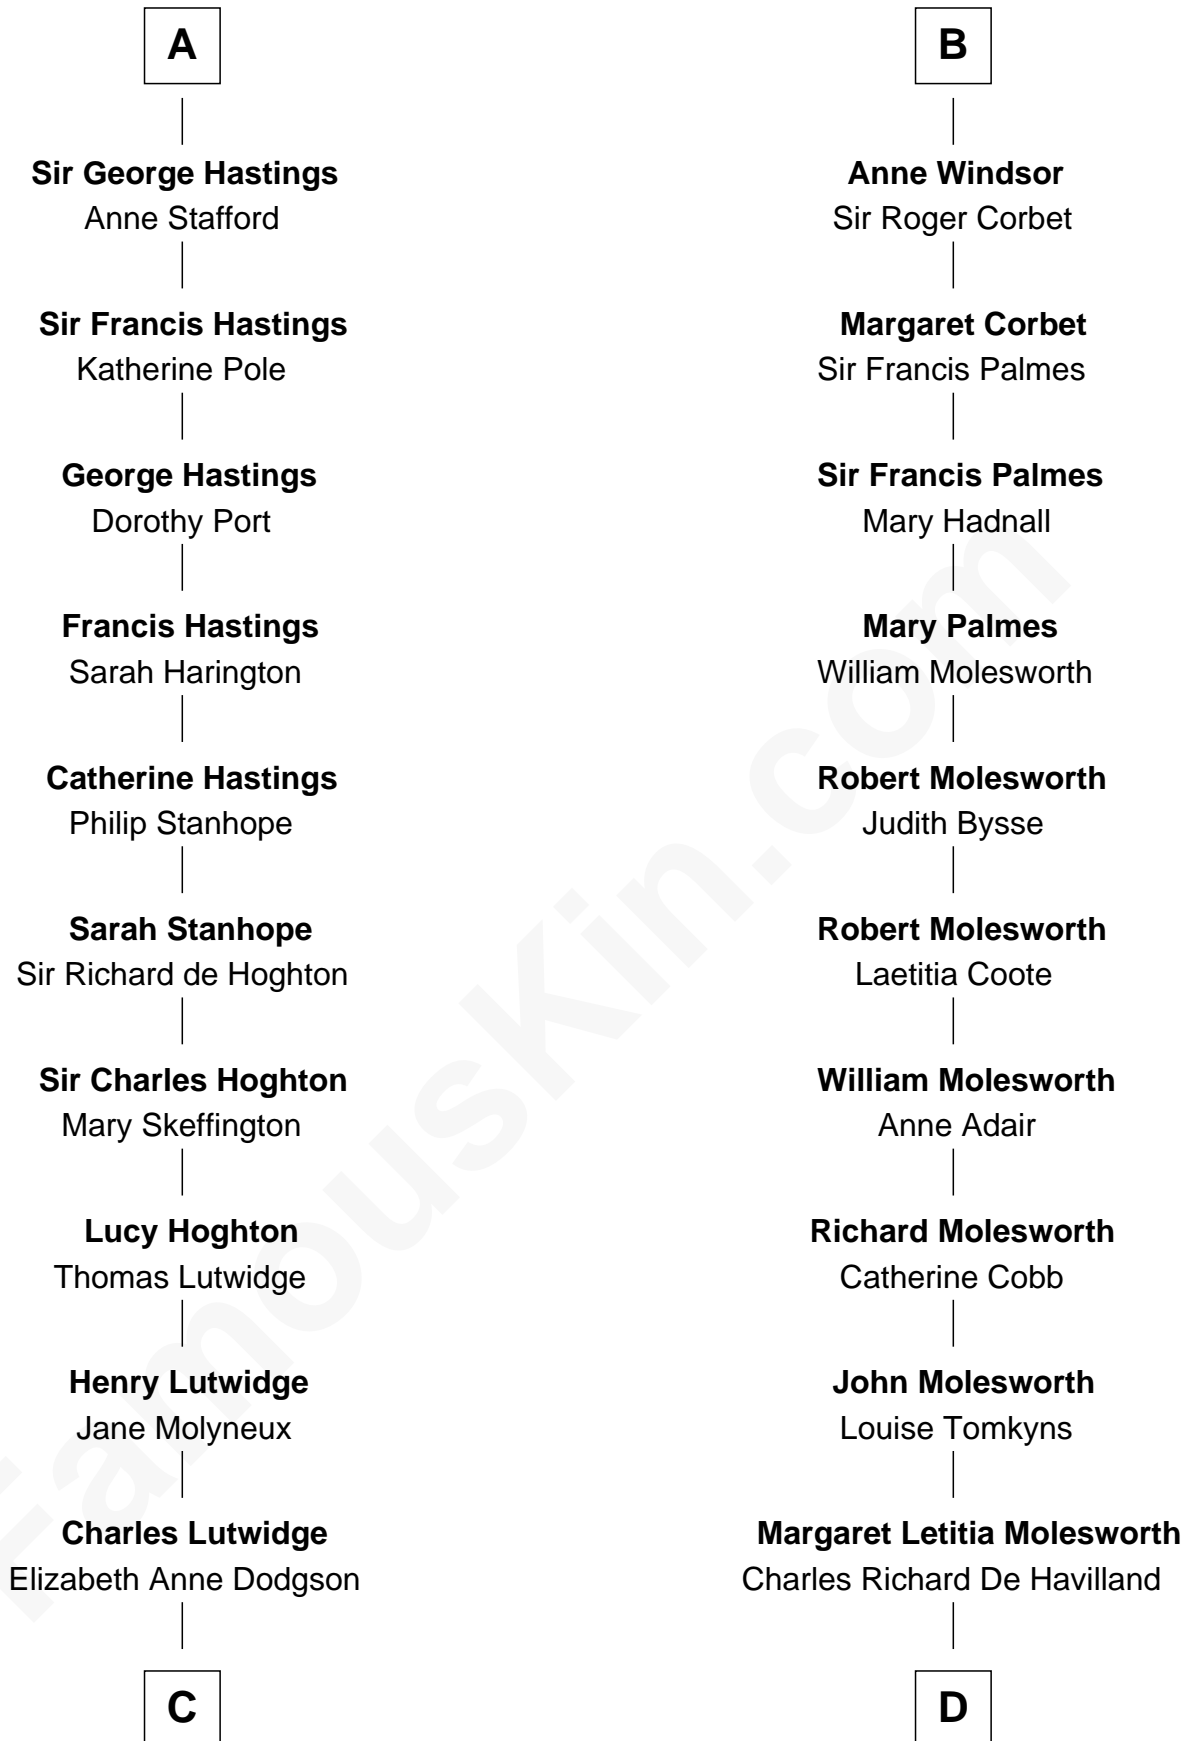 A
Sir George Hastings
Anne Stafford
Sir Francis Hastings
Katherine Pole
George Hastings
Dorothy Port
Francis Hastings
Sarah Harington
Catherine Hastings
Philip Stanhope
Sarah Stanhope
Sir Richard de Hoghton
Sir Charles Hoghton
Mary Skeffington
Lucy Hoghton
Thomas Lutwidge
Henry Lutwidge
Jane Molyneux
Charles Lutwidge
Elizabeth Anne Dodgson
C
B
Anne Windsor
Sir Roger Corbet
Margaret Corbet
Sir Francis Palmes
Sir Francis Palmes
Mary Hadnall
Mary Palmes
William Molesworth
Robert Molesworth
Judith Bysse
Robert Molesworth
Laetitia Coote
William Molesworth
Anne Adair
Richard Molesworth
Catherine Cobb
John Molesworth
Louise Tomkyns
Margaret Letitia Molesworth
Charles Richard De Havilland
D
FamousKin.com